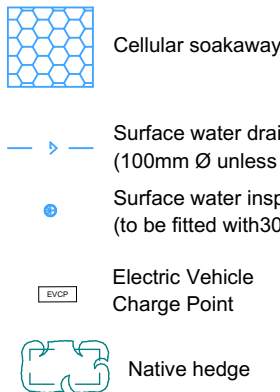 Cellular soakaway
Surface water drai
(100mm Ø unless
Surface water insp
(to be fitted with30
EVCP
Electric Vehicle
Charge Point
Native hedge